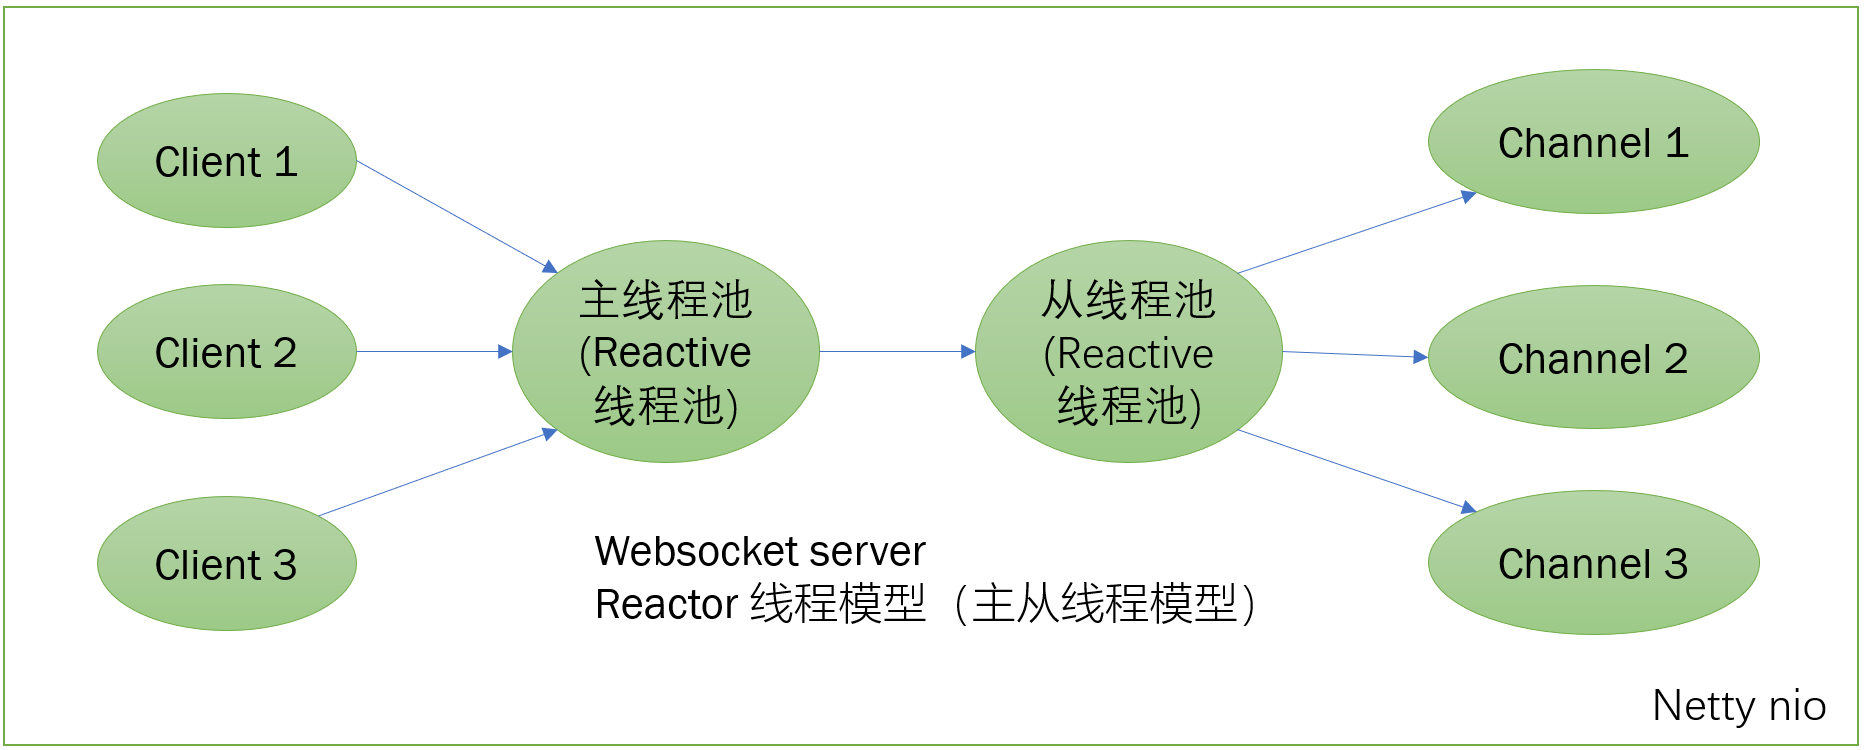 Client 1
Client 2
Client 3
主线程池
(Reactive
线程池)
从线程池
(Reactive
线程池)
Channel 1
Channel 2
Channel 3
Websocket server
Reactor 线程模型（主从线程模型）
Netty nio